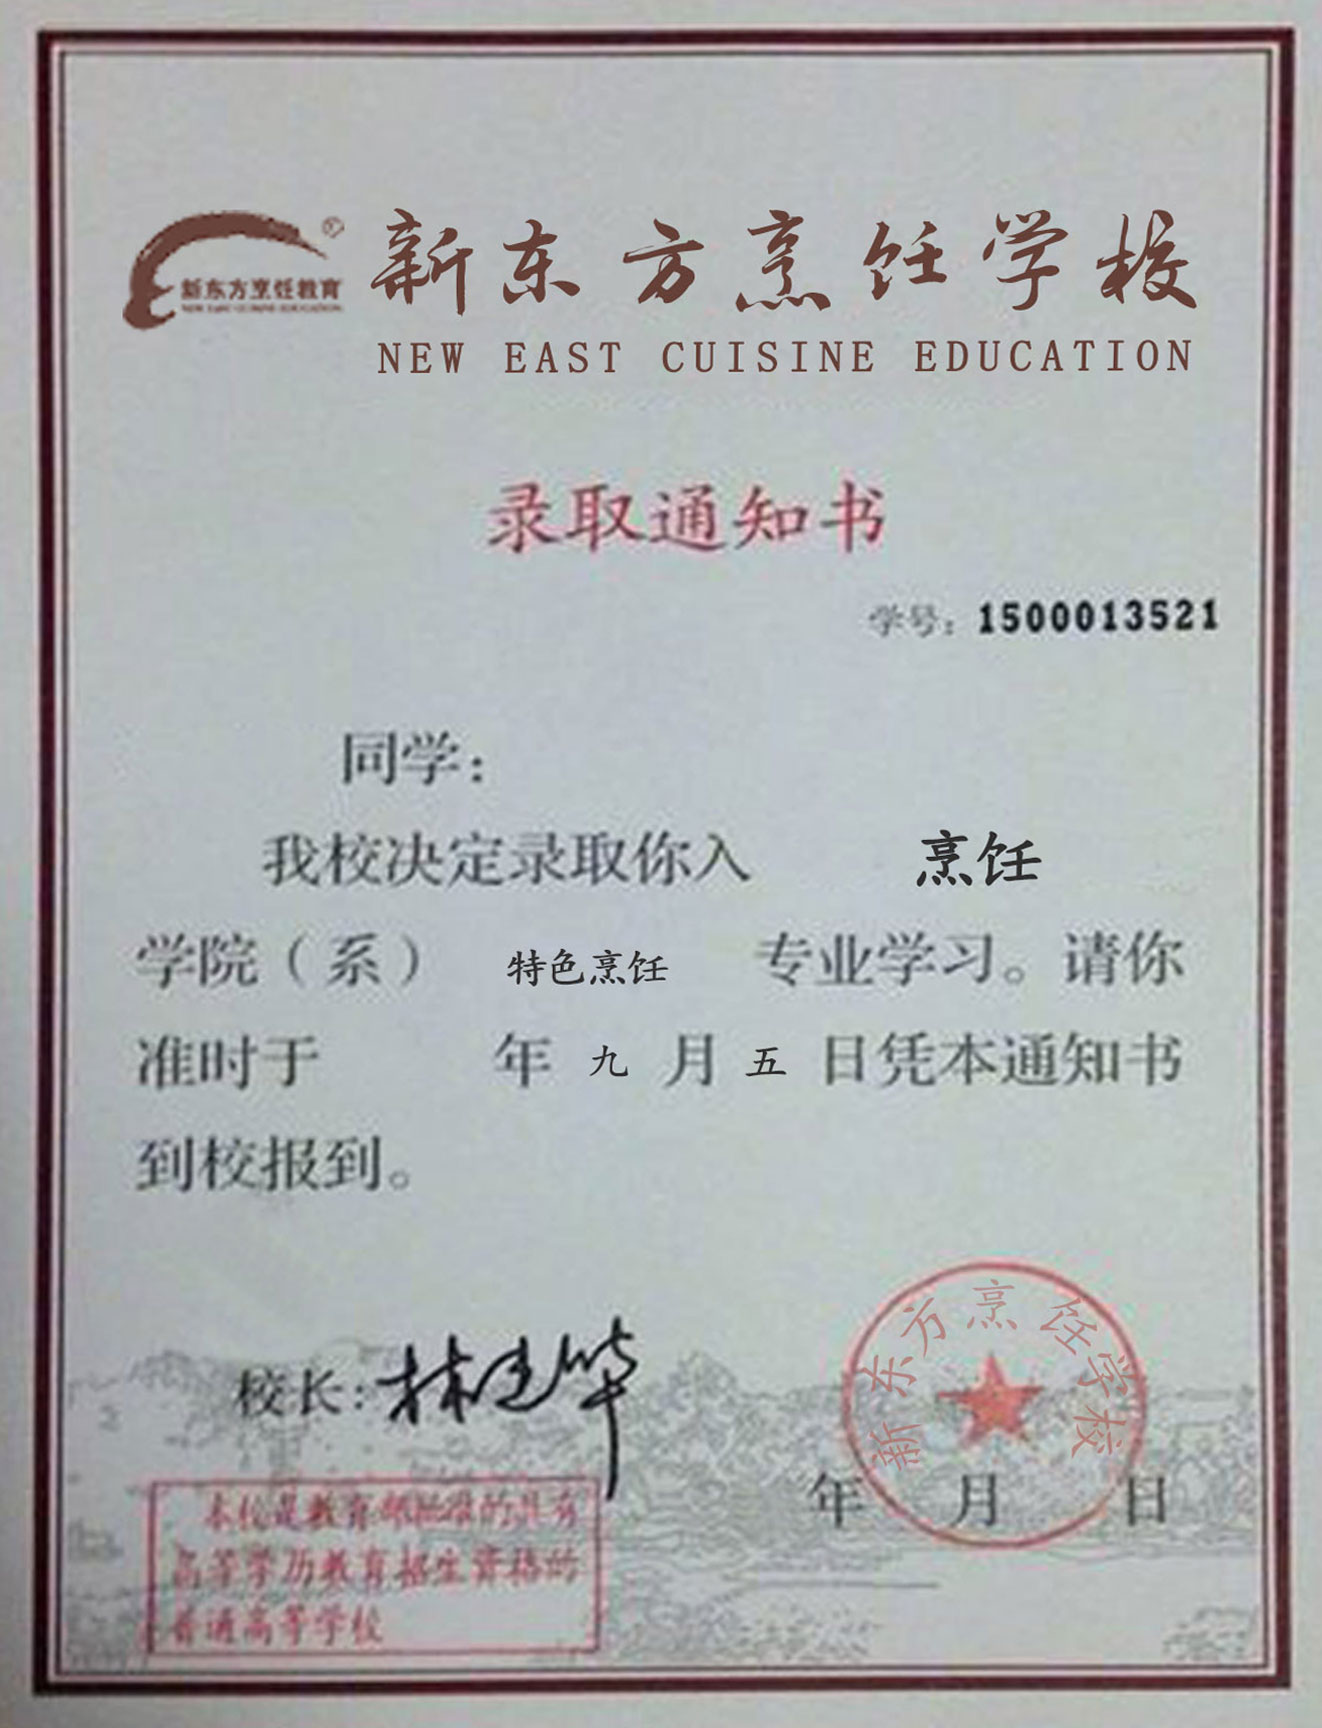 新东方烹饪教育
NEW EAST CUISINE EDUCATION
新东方烹饪学校
NEW EAST CUISINE EDUCATION
录取通知书
学号：1500013521
同学：
我校决定录取你入 烹饪
学院（系） 特色烹饪 专业学习。请你
准时于 年 九 月 五 日凭本通知书
到校报到。
新东方烹饪学校
校长：林建华
年 月 日
本校是教育部批准的具有
高等学历教育招生资格的
普通高等学校